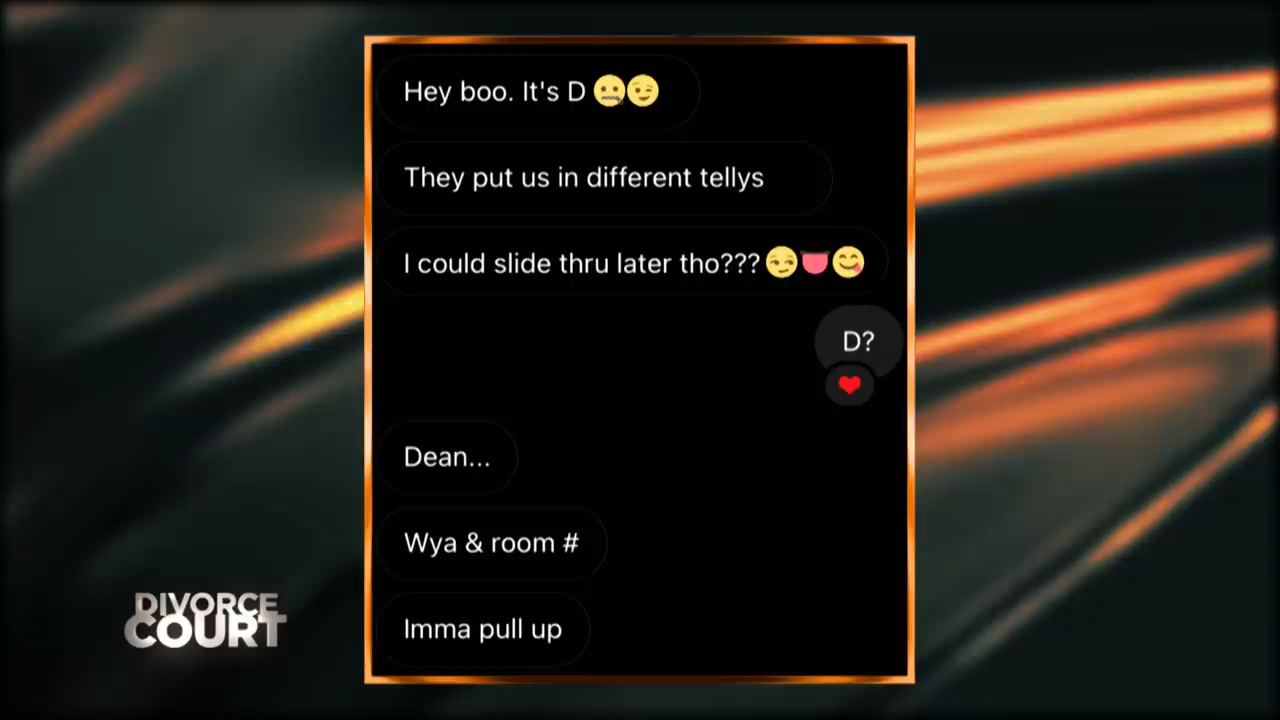 Hey boo. It's D 🤐😉
They put us in different tellys
I could slide thru later tho???😏👅😋
D?
❤️
Dean...
Wya & room #
Imma pull up
DIVORCE
COURT